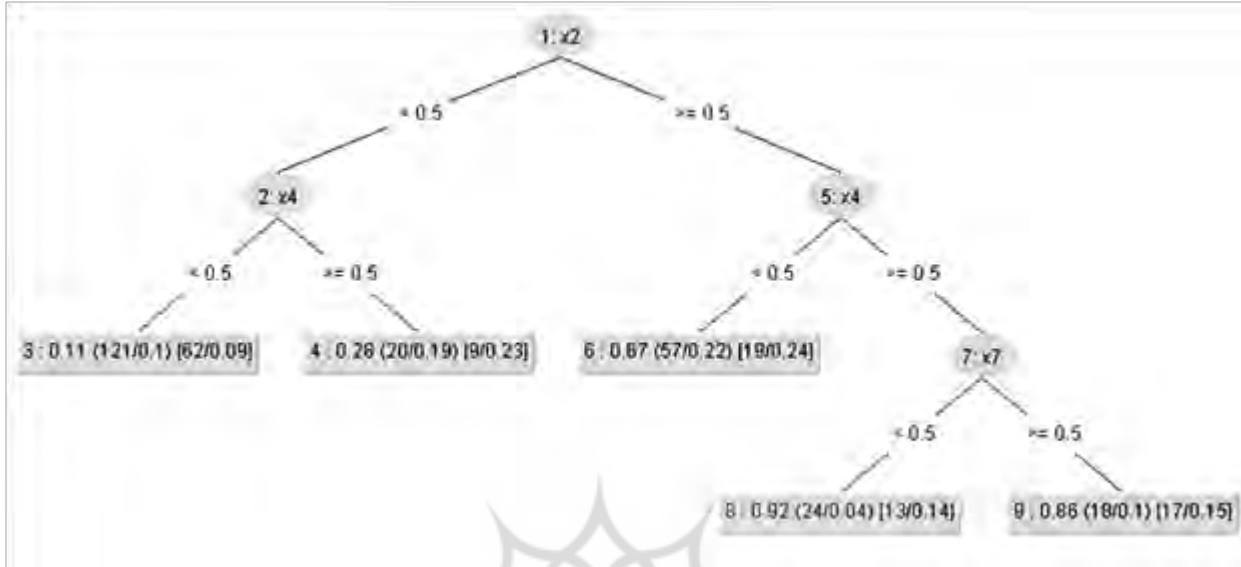 1: x2
< 0.5
>= 0.5
2: x4
5: x4
< 0.5
>= 0.5
< 0.5
>= 0.5
3 : 0.11 (121/0.1) [62/0.09]
4 : 0.28 (20/0.19) [9/0.23]
6 : 0.67 (57/0.22) [19/0.24]
7: x7
< 0.5
>= 0.5
8 : 0.92 (24/0.04) [13/0.14]
9 : 0.86 (18/0.1) [17/0.15]